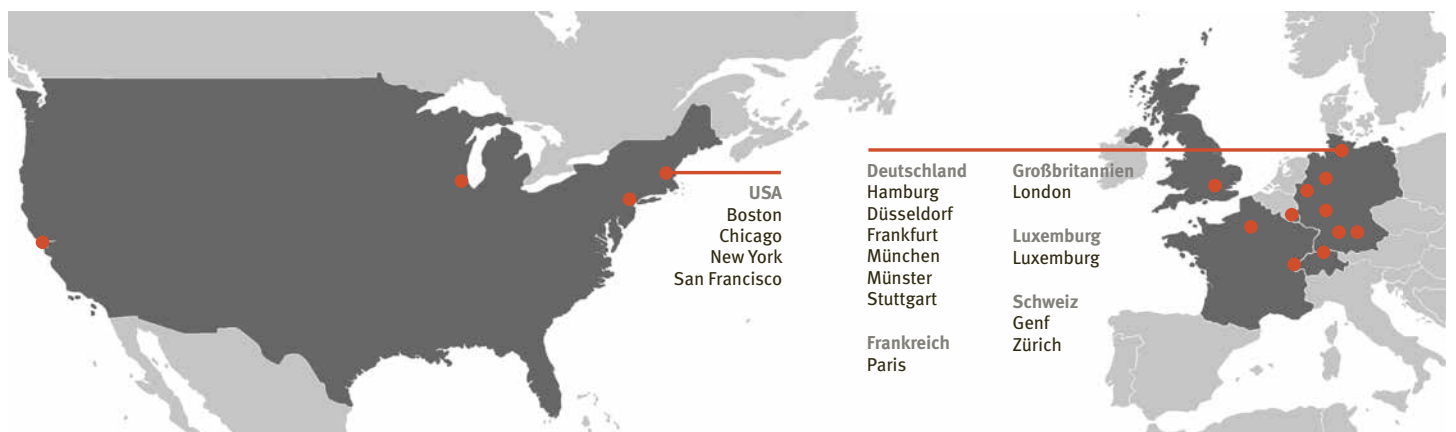 USA
Boston
Chicago
New York
San Francisco
Deutschland
Hamburg
Düsseldorf
Frankfurt
München
Münster
Stuttgart
Frankreich
Paris
Großbritannien
London
Luxemburg
Luxemburg
Schweiz
Genf
Zürich